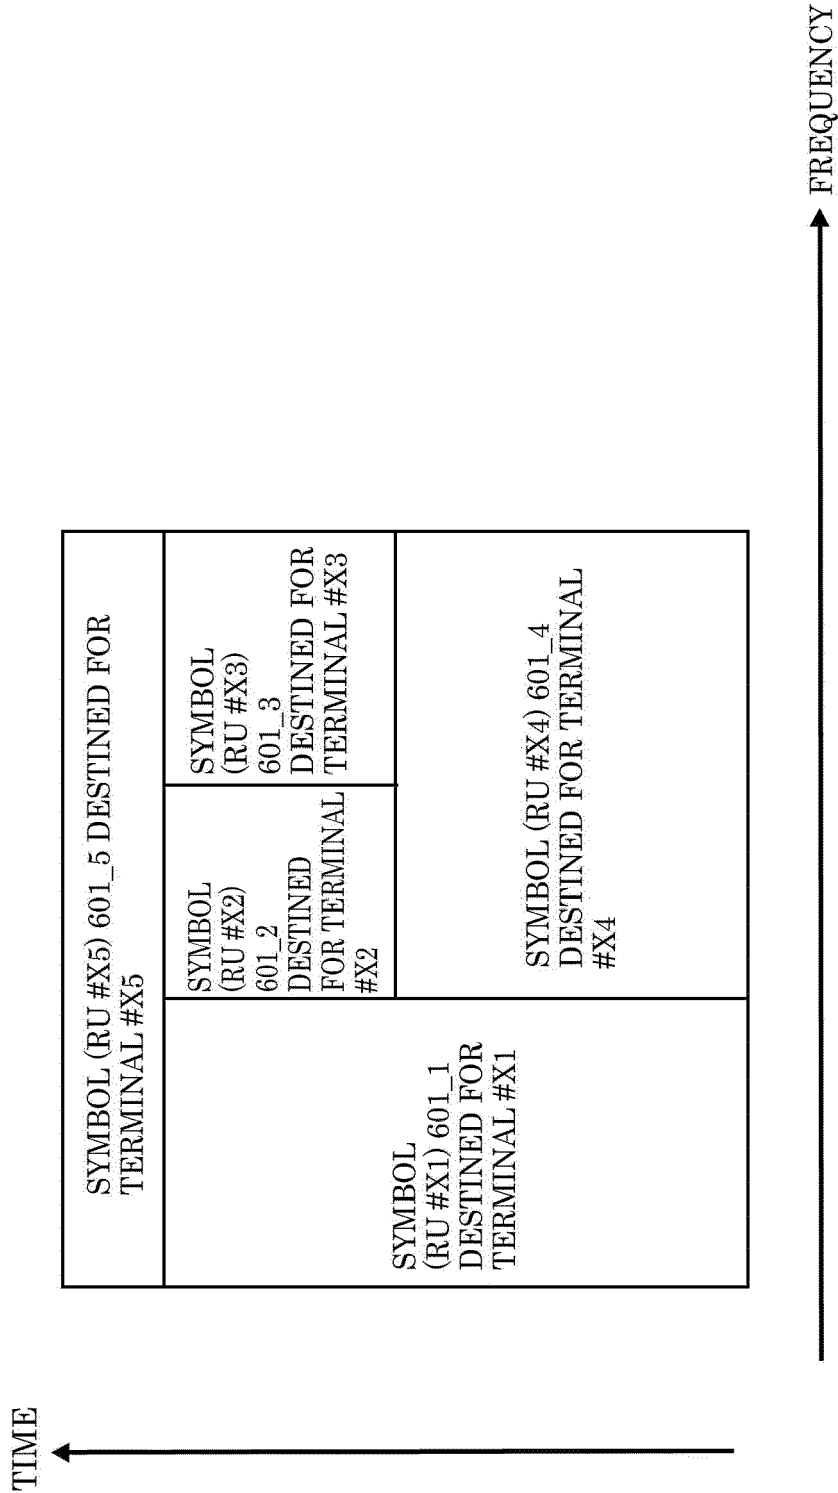 TIME
SYMBOL (RU #X5) 601_5 DESTINED FOR
TERMINAL #X5
SYMBOL
(RU #X1) 601_1
DESTINED FOR
TERMINAL #X1
SYMBOL
(RU #X2)
601_2
DESTINED
FOR TERMINAL
#X2
SYMBOL
(RU #X3)
601_3
DESTINED FOR
TERMINAL #X3
SYMBOL (RU #X4) 601_4
DESTINED FOR TERMINAL
#X4
FREQUENCY